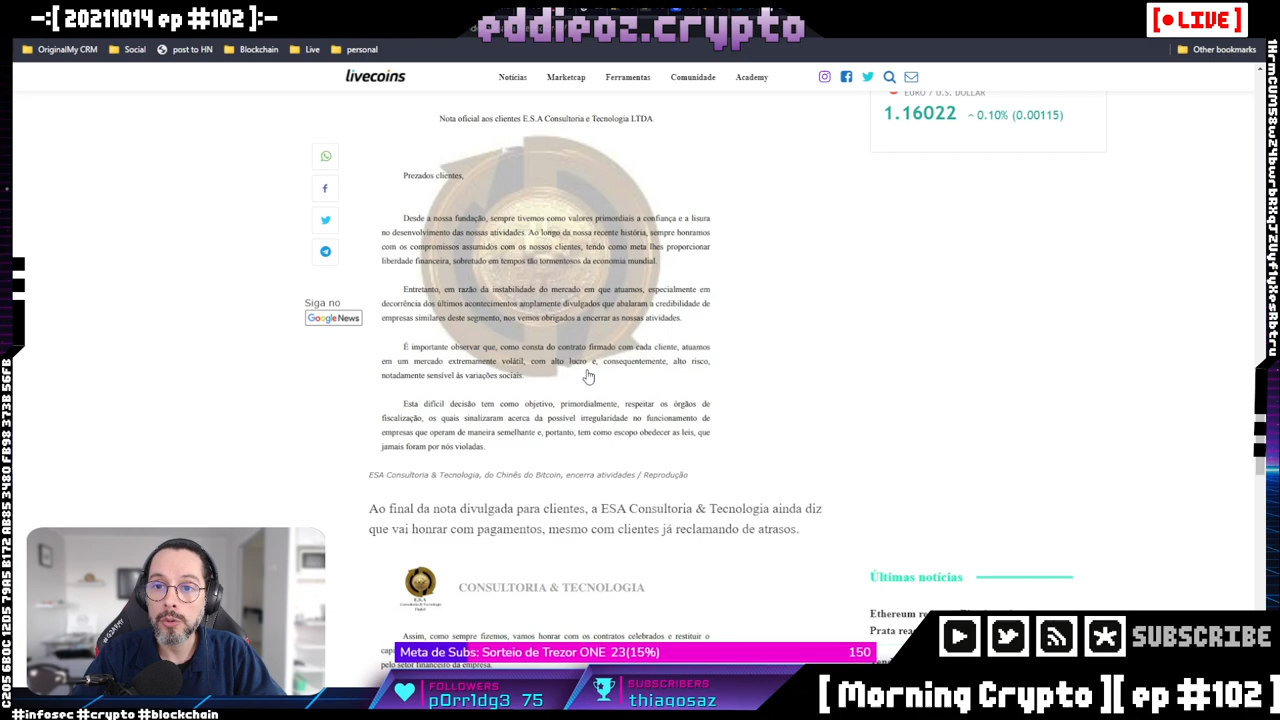 -:[ 20211014 ep #102 ]:-
eddieoz.crypto
[ LIVE ]
OriginalMy CRM
Social
post to HN
Blockchain
Live
personal
Other bookmarks
livecoins
Notícias
Marketcap
Ferramentas
Comunidade
Academy
EURO / U.S. DOLLAR
1.16022 0.10% (0.00115)
Nota oficial aos clientes E.S.A Consultoria e Tecnologia LTDA
Prezados clientes,
Desde a nossa fundação, sempre tivemos como valores primordiais a confiança e a lisura
no desenvolvimento das nossas atividades. Ao longo da nossa recente história, sempre honramos
com os compromissos assumidos com os nossos clientes, tendo como meta lhes proporcionar
liberdade financeira, sobretudo em tempos tão tormentosos da economia mundial.
Entretanto, em razão da instabilidade do mercado em que atuamos, especialmente em
decorrência dos últimos acontecimentos amplamente divulgados que abalaram a credibilidade de
empresas similares deste segmento, nos vemos obrigados a encerrar as nossas atividades.
É importante observar que, como consta do contrato firmado com cada cliente, atuamos
em um mercado extremamente volátil, com alto lucro e, consequentemente, alto risco,
notadamente sensível às variações sociais.
Esta difícil decisão tem como objetivo, primordialmente, respeitar os órgãos de
fiscalização, os quais sinalizaram acerca da possível irregularidade no funcionamento de
empresas que operam de maneira semelhante e, portanto, tem como escopo obedecer as leis, que
jamais foram por nós violadas.
Siga no
Google News
ESA Consultoria & Tecnologia, do Chinês do Bitcoin, encerra atividades / Reprodução
Ao final da nota divulgada para clientes, a ESA Consultoria & Tecnologia ainda diz
que vai honrar com pagamentos, mesmo com clientes já reclamando de atrasos.
E.S.A
Consultoria & Tecnologia
Digital
CONSULTORIA & TECNOLOGIA
Assim, como sempre fizemos, vamos honrar com os contratos celebrados e restituir o
pelo setor financeiro da empresa.
Últimas notícias
Ethereum
Prata
Meta de Subs: Sorteio de Trezor ONE 23(15%)
150
FOLLOWERS
p0rr1dg3_75
SUBSCRIBERS
thiagosaz
SUBSCRIBE
[ Morning Crypto ] ep #102 ]
#infosec #crypto #blockchain